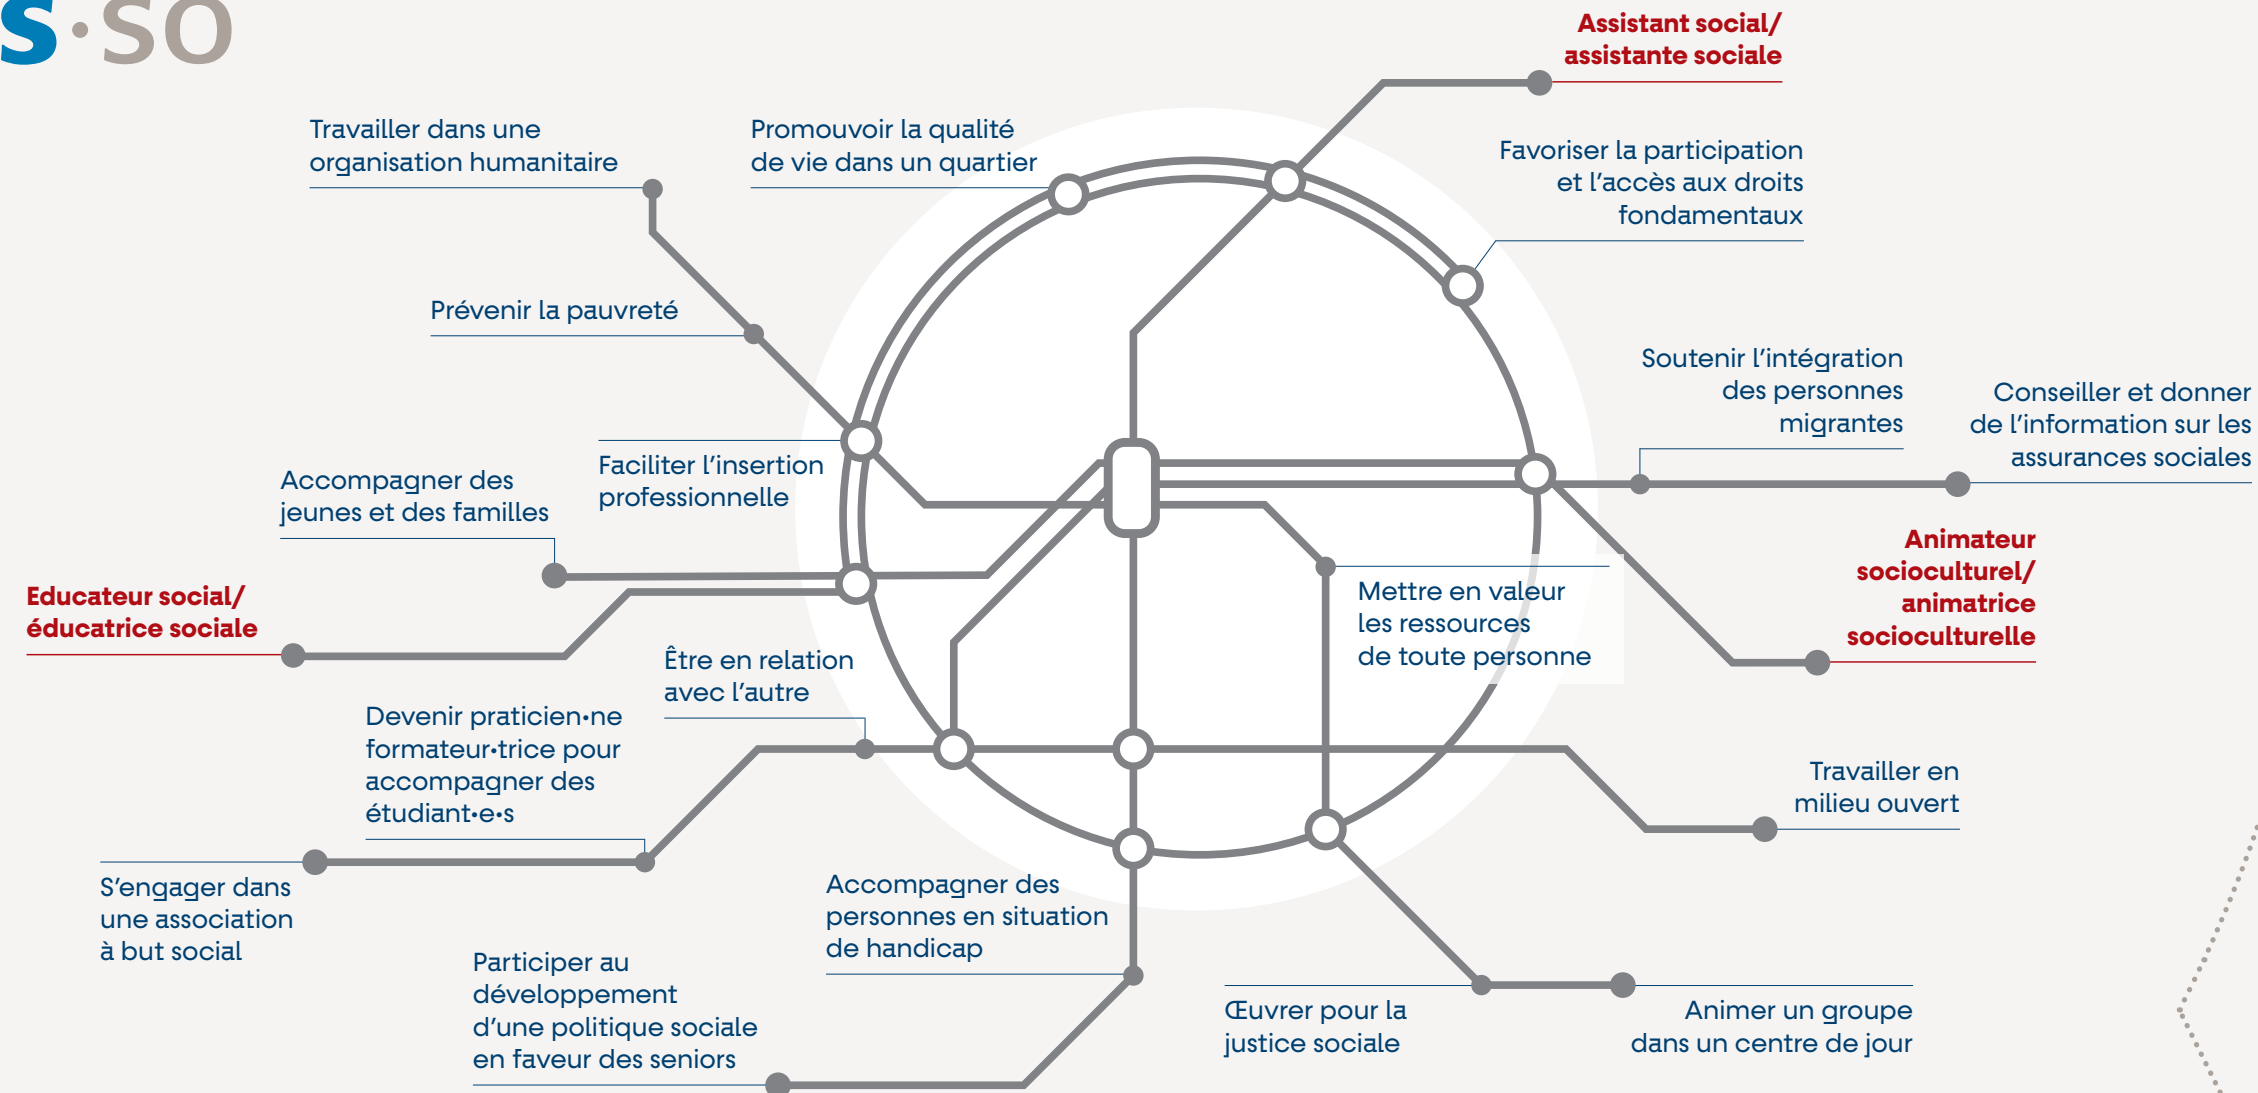 s·so
Assistant social/
assistante sociale
Travailler dans une
organisation humanitaire
Promouvoir la qualité
de vie dans un quartier
Favoriser la participation
et l'accès aux droits
fondamentaux
Prévenir la pauvreté
Soutenir l'intégration
des personnes
migrantes
Conseiller et donner
de l'information sur les
assurances sociales
Faciliter l'insertion
professionnelle
Accompagner des
jeunes et des familles
Animateur
socioculturel/
animatrice
socioculturelle
Educateur social/
éducatrice sociale
Mettre en valeur
les ressources
de toute personne
Être en relation
avec l'autre
Devenir praticien•ne
formateur•trice pour
accompagner des
étudiant•e•s
Travailler en
milieu ouvert
S'engager dans
une association
à but social
Accompagner des
personnes en situation
de handicap
Participer au
développement
d'une politique sociale
en faveur des seniors
Œuvrer pour la
justice sociale
Animer un groupe
dans un centre de jour